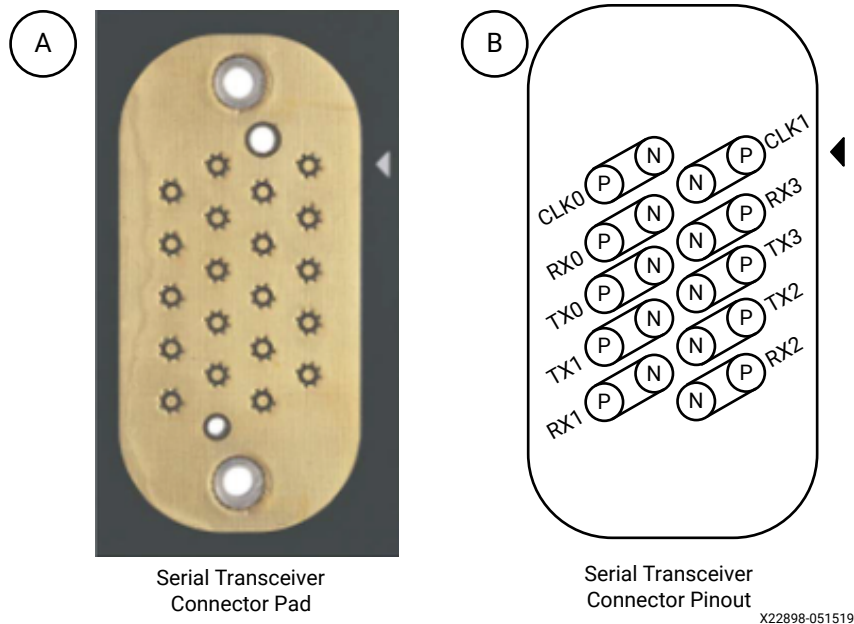 A
B
CLK1
N
P
P
N
CLK0
RX3
N
P
P
N
RX0
TX3
N
P
P
N
TX0
TX2
N
P
P
N
TX1
RX2
N
P
P
N
RX1
Serial Transceiver
Connector Pad
Serial Transceiver
Connector Pinout
X22898-051519